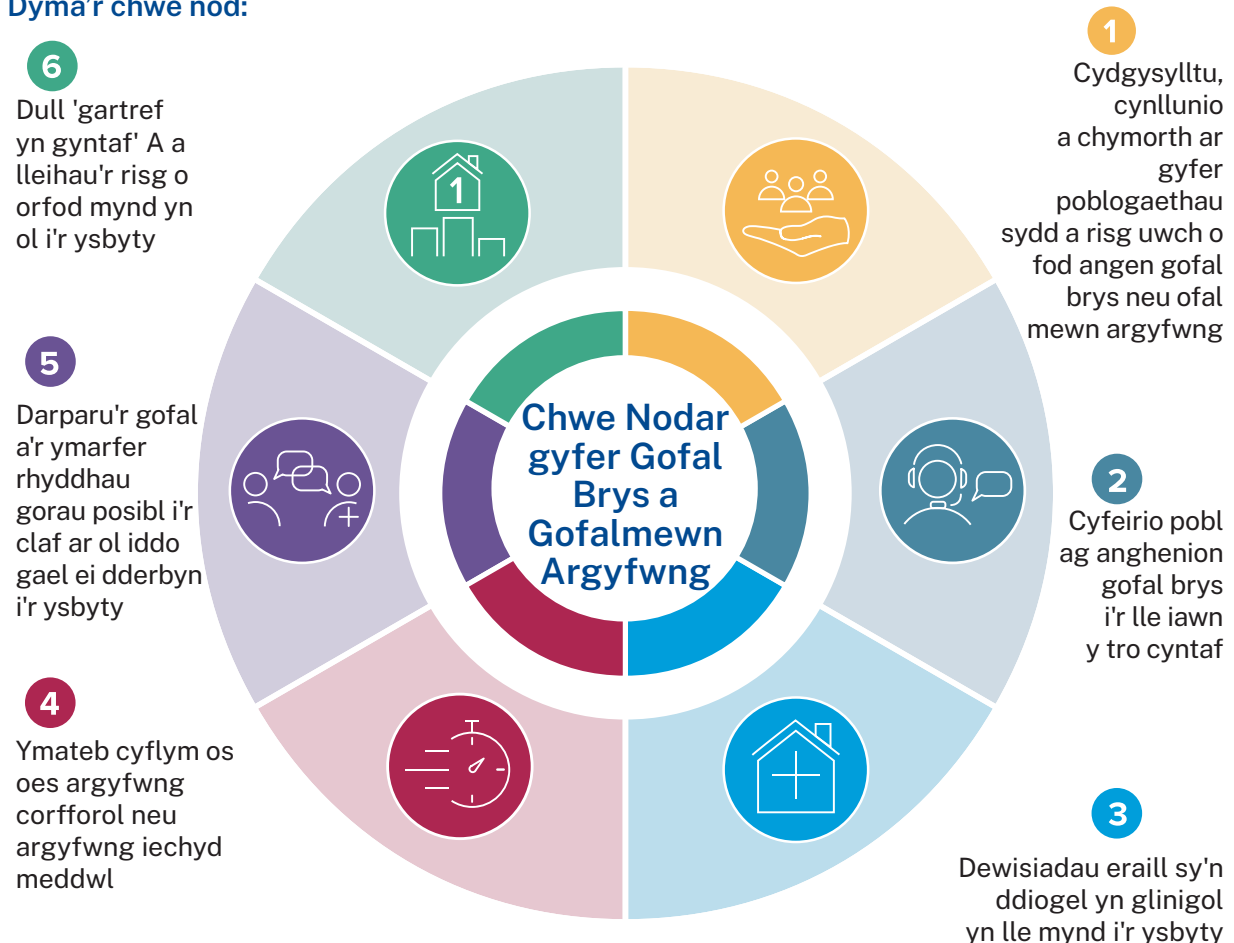 Dyma'r chwe nod:
1
Cydgysylltu,
cynllunio
a chymorth ar
gyfer
poblogaethau
sydd a risg uwch o
fod angen gofal
brys neu ofal
mewn argyfwng
2
Cyfeirio pobl
ag anghenion
gofal brys
i'r lle iawn
y tro cyntaf
3
Dewisiadau eraill sy'n
ddiogel yn glinigol
yn lle mynd i'r ysbyty
4
Ymateb cyflym os
oes argyfwng
corfforol neu
argyfwng iechyd
meddwl
5
Darparu'r gofal
a'r ymarfer
rhyddhau
gorau posibl i'r
claf ar ol iddo
gael ei dderbyn
i'r ysbyty
6
Dull 'gartref
yn gyntaf' A a
lleihau'r risg o
orfod mynd yn
ol i'r ysbyty
1
Chwe Nodar
gyfer Gofal
Brys a
Gofalmewn
Argyfwng